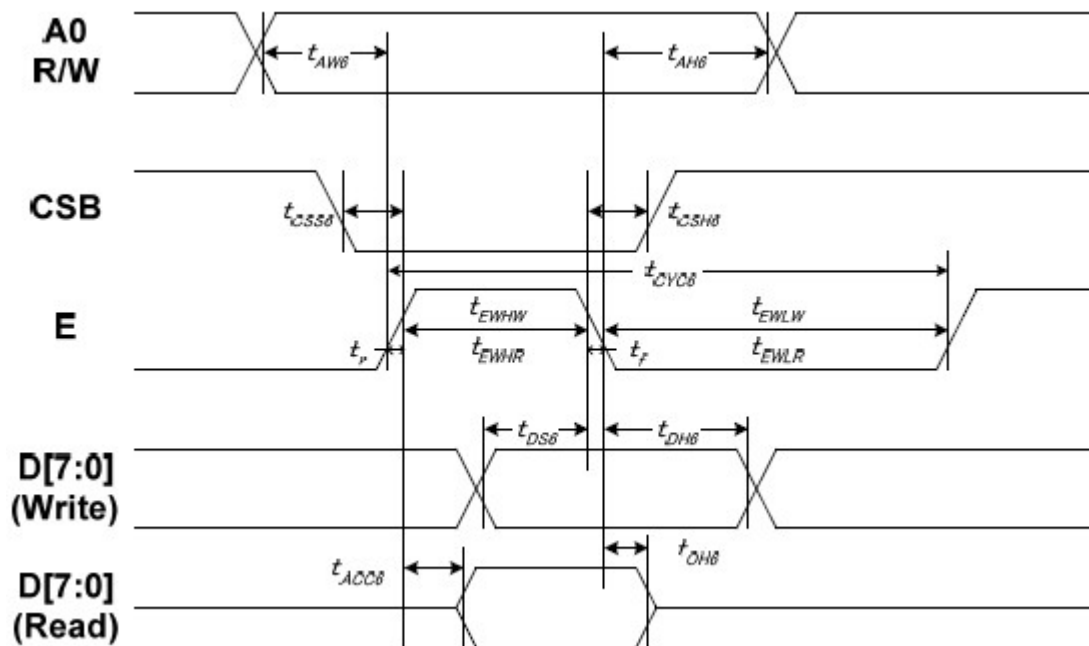 A0
R/W
tAW6
tAH6
CSB
tCSS6
tCSH6
tCYC6
E
tEWHW
tEWLW
tr
tEWHR
tf
tEWLR
D[7:0]
(Write)
tDS6
tDH6
tOH6
tACC6
D[7:0]
(Read)